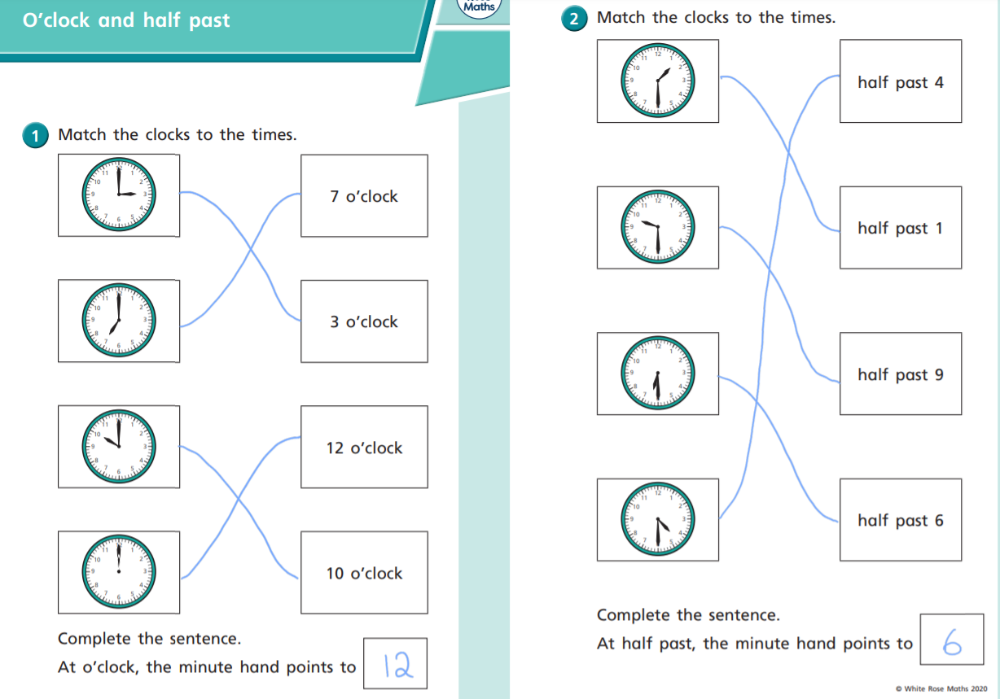 O'clock and half past
Maths
1 Match the clocks to the times.
7 o'clock
3 o'clock
12 o'clock
10 o'clock
Complete the sentence.
At o'clock, the minute hand points to 12
2 Match the clocks to the times.
half past 4
half past 1
half past 9
half past 6
Complete the sentence.
At half past, the minute hand points to 6
© White Rose Maths 2020